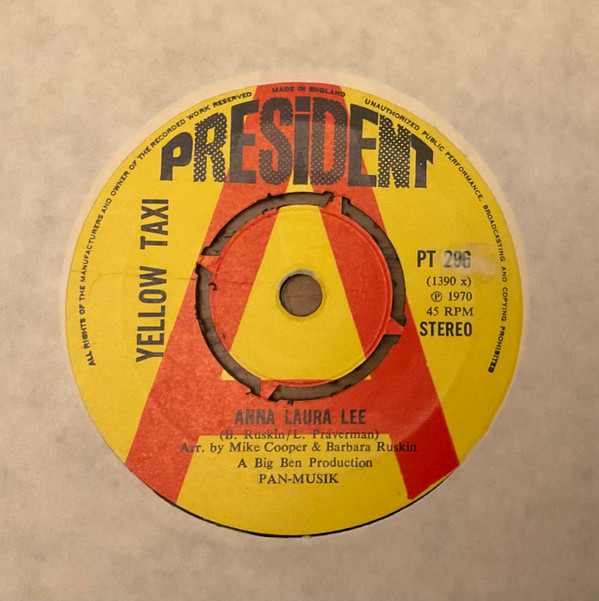 ALL RIGHTS OF THE MANUFACTURERS AND OWNER OF THE RECORDED WORK RESERVED
MADE IN ENGLAND
UNAUTHORIZED PUBLIC PERFORMANCE, BROADCASTING AND COPYING PROHIBITED
PRESiDENT
A
YELLOW TAXI
PT 296
(1390 x)
℗ 1970
45 RPM
STEREO
ANNA LAURA LEE
(B. Ruskin/L. Praverman)
Arr. by Mike Cooper & Barbara Ruskin
A Big Ben Production
PAN-MUSIK